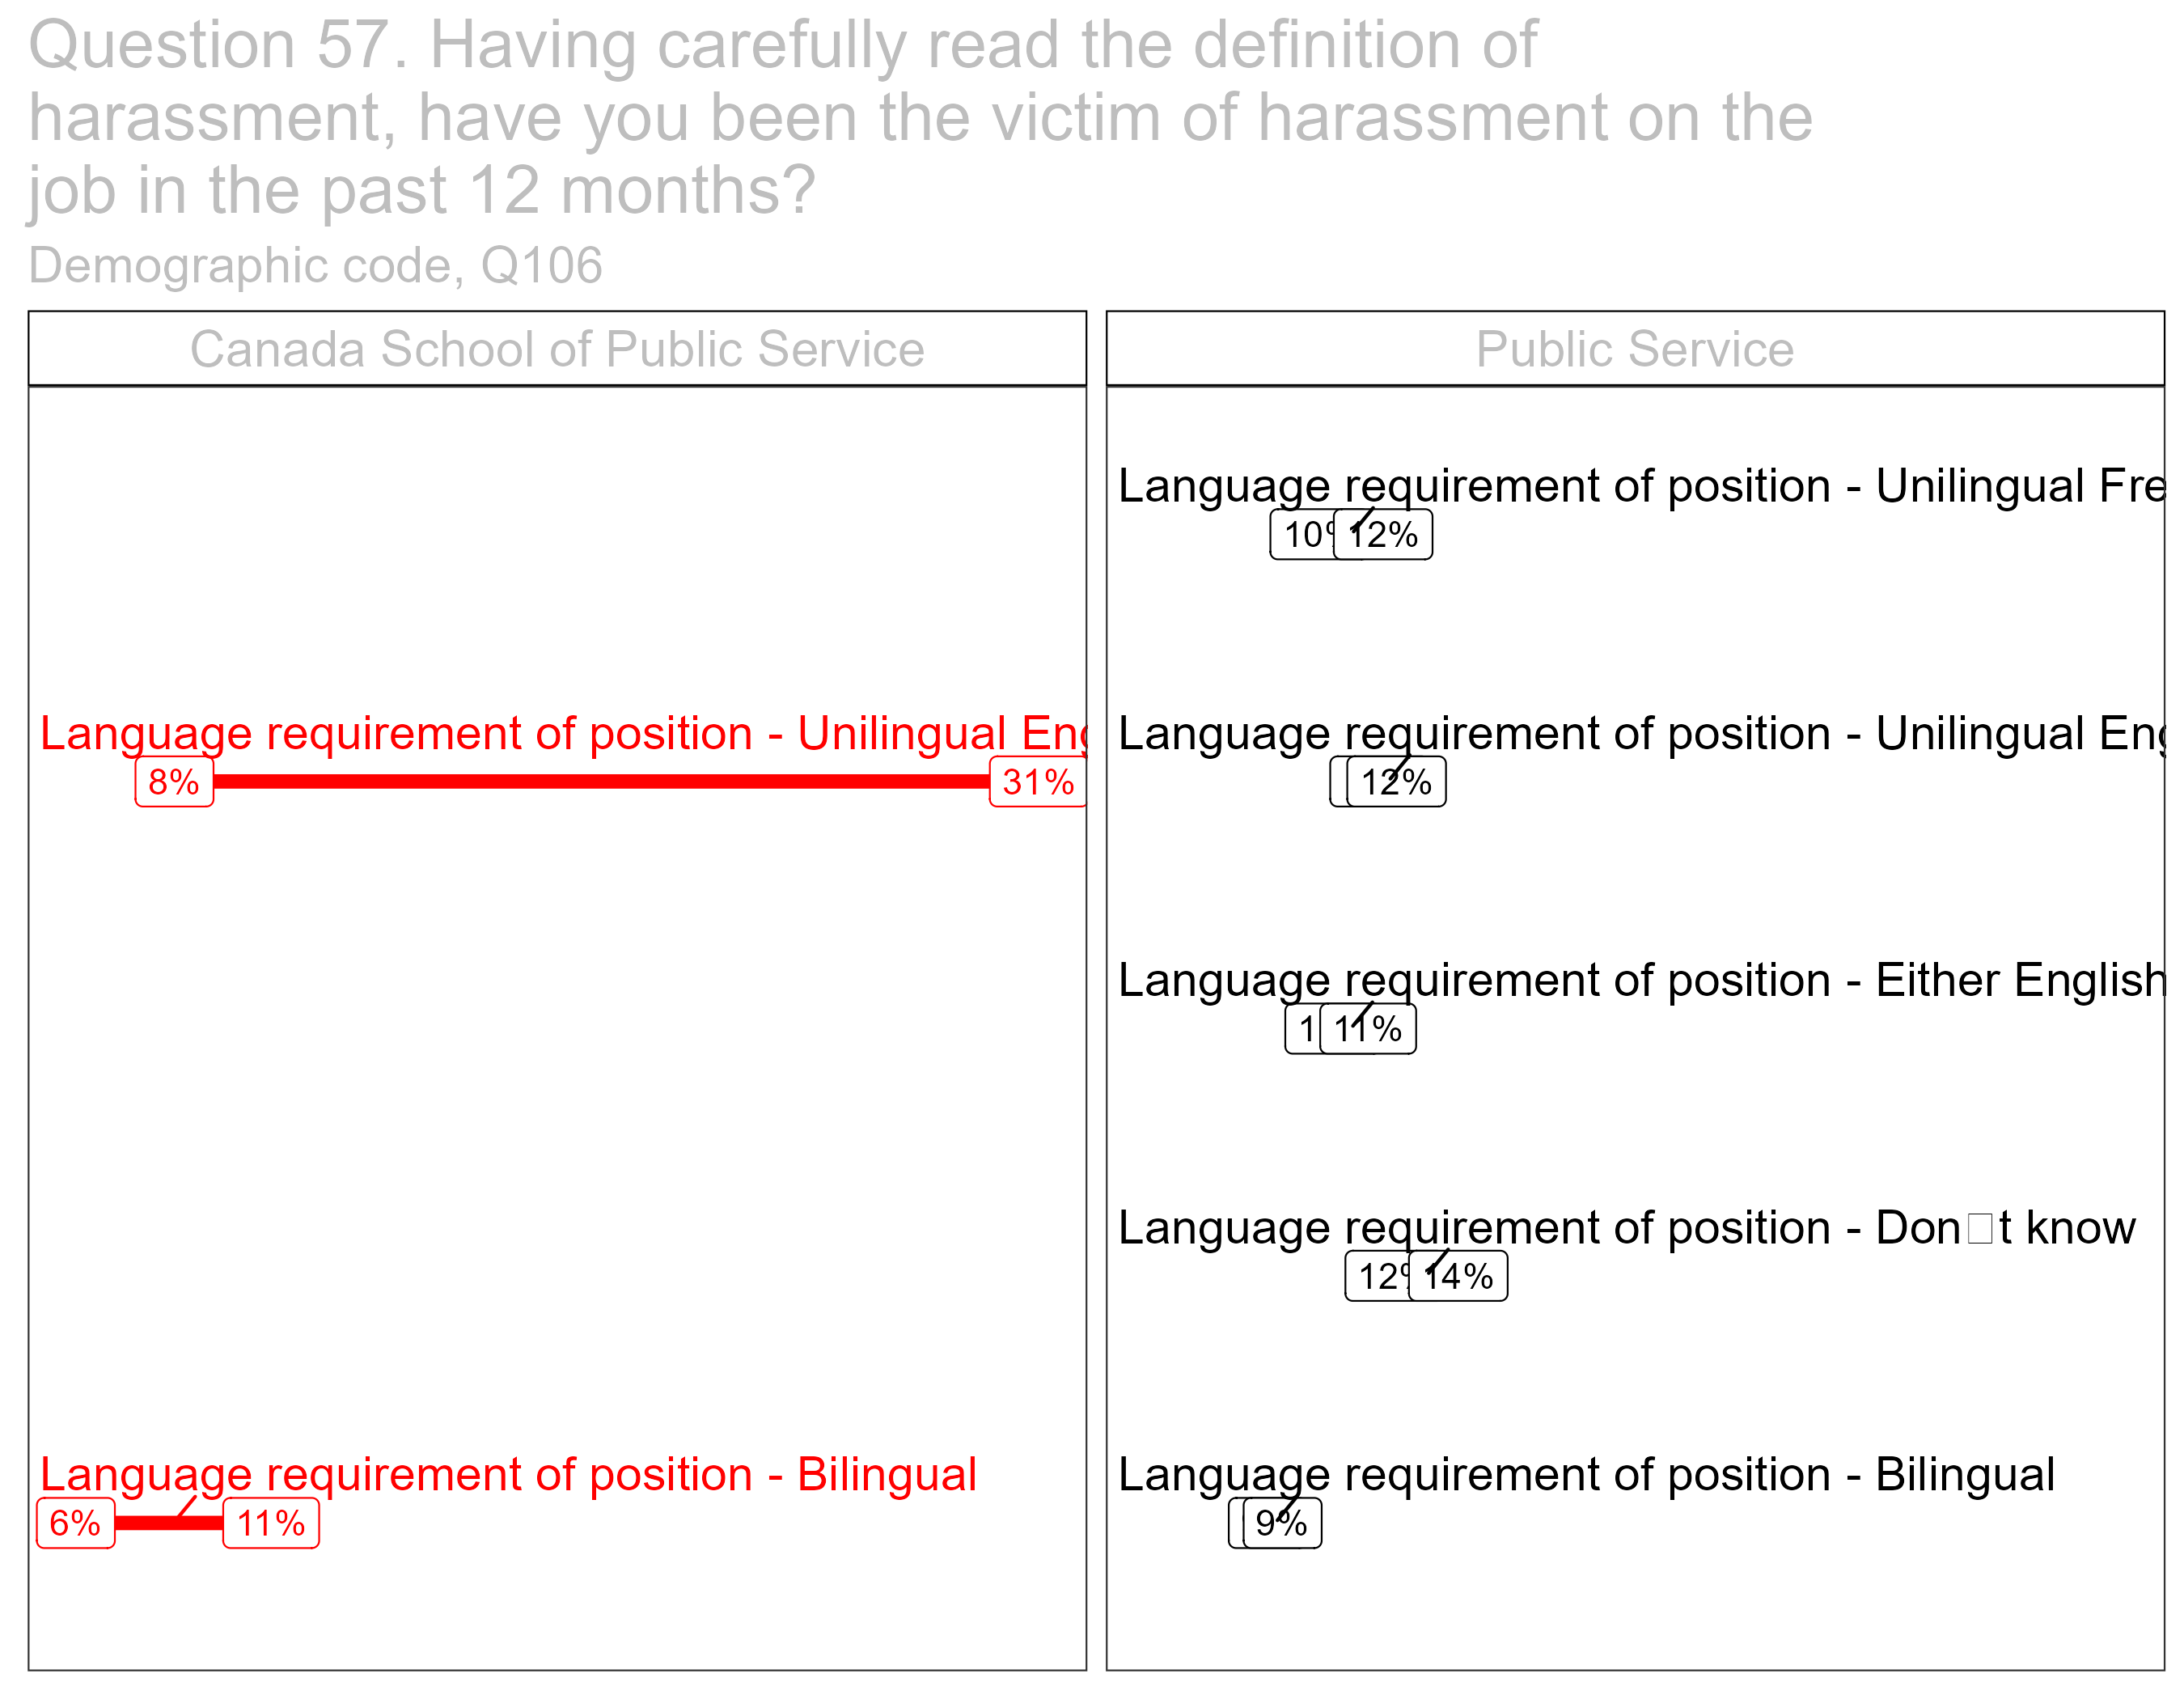 Question 57. Having carefully read the definition of
harassment, have you been the victim of harassment on the
job in the past 12 months?
Demographic code, Q106
Canada School of Public Service
Public Service
Language requirement of position - Unilingual Eng
8%
31%
Language requirement of position - Bilingual
6%
11%
Language requirement of position - Unilingual Fre
10%
12%
Language requirement of position - Unilingual Eng
12%
Language requirement of position - Either English
1
11%
Language requirement of position - Don□t know
12%
14%
Language requirement of position - Bilingual
9%